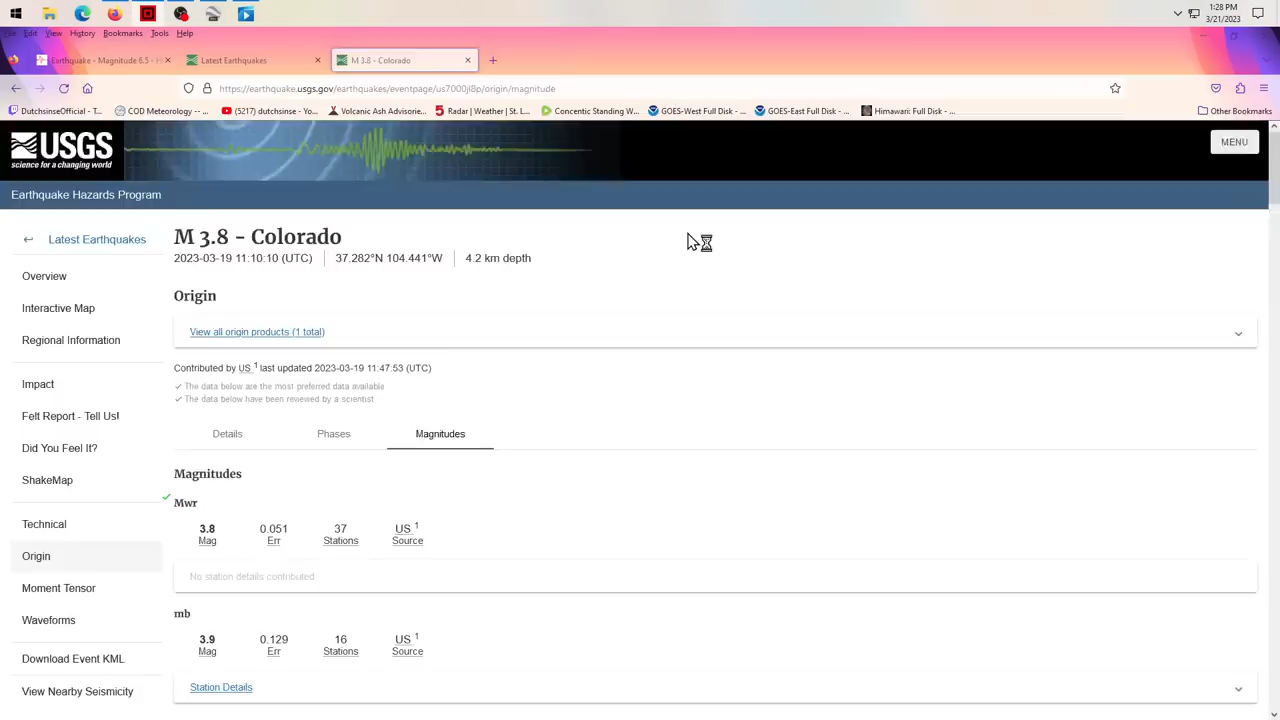 1:28 PM
3/21/2023
File Edit View History Bookmarks Tools Help
Earthquake - Magnitude 6.5 - H
Latest Earthquakes
M 3.8 - Colorado
https://earthquake.usgs.gov/earthquakes/eventpage/us7000ji8p/origin/magnitude
DutchsinseOfficial - T...
COD Meteorology -- ...
(5217) dutchsinse - Yo...
Volcanic Ash Advisorie...
Radar | Weather | St. L...
Concentic Standing W...
GOES-West Full Disk - ...
GOES-East Full Disk - ...
Himawari: Full Disk - ...
Other Bookmarks
USGS
science for a changing world
MENU
Earthquake Hazards Program
Latest Earthquakes
Overview
Interactive Map
Regional Information
Impact
Felt Report - Tell Us!
Did You Feel It?
ShakeMap
Technical
Origin
Moment Tensor
Waveforms
Download Event KML
View Nearby Seismicity
M 3.8 - Colorado
2023-03-19 11:10:10 (UTC) 37.282°N 104.441°W 4.2 km depth
Origin
View all origin products (1 total)
Contributed by US 1 last updated 2023-03-19 11:47:53 (UTC)
The data below are the most preferred data available
The data below have been reviewed by a scientist
Details Phases Magnitudes
Magnitudes
Mwr
3.8 0.051 37 US 1
Mag Err Stations Source
No station details contributed
mb
3.9 0.129 16 US 1
Mag Err Stations Source
Station Details